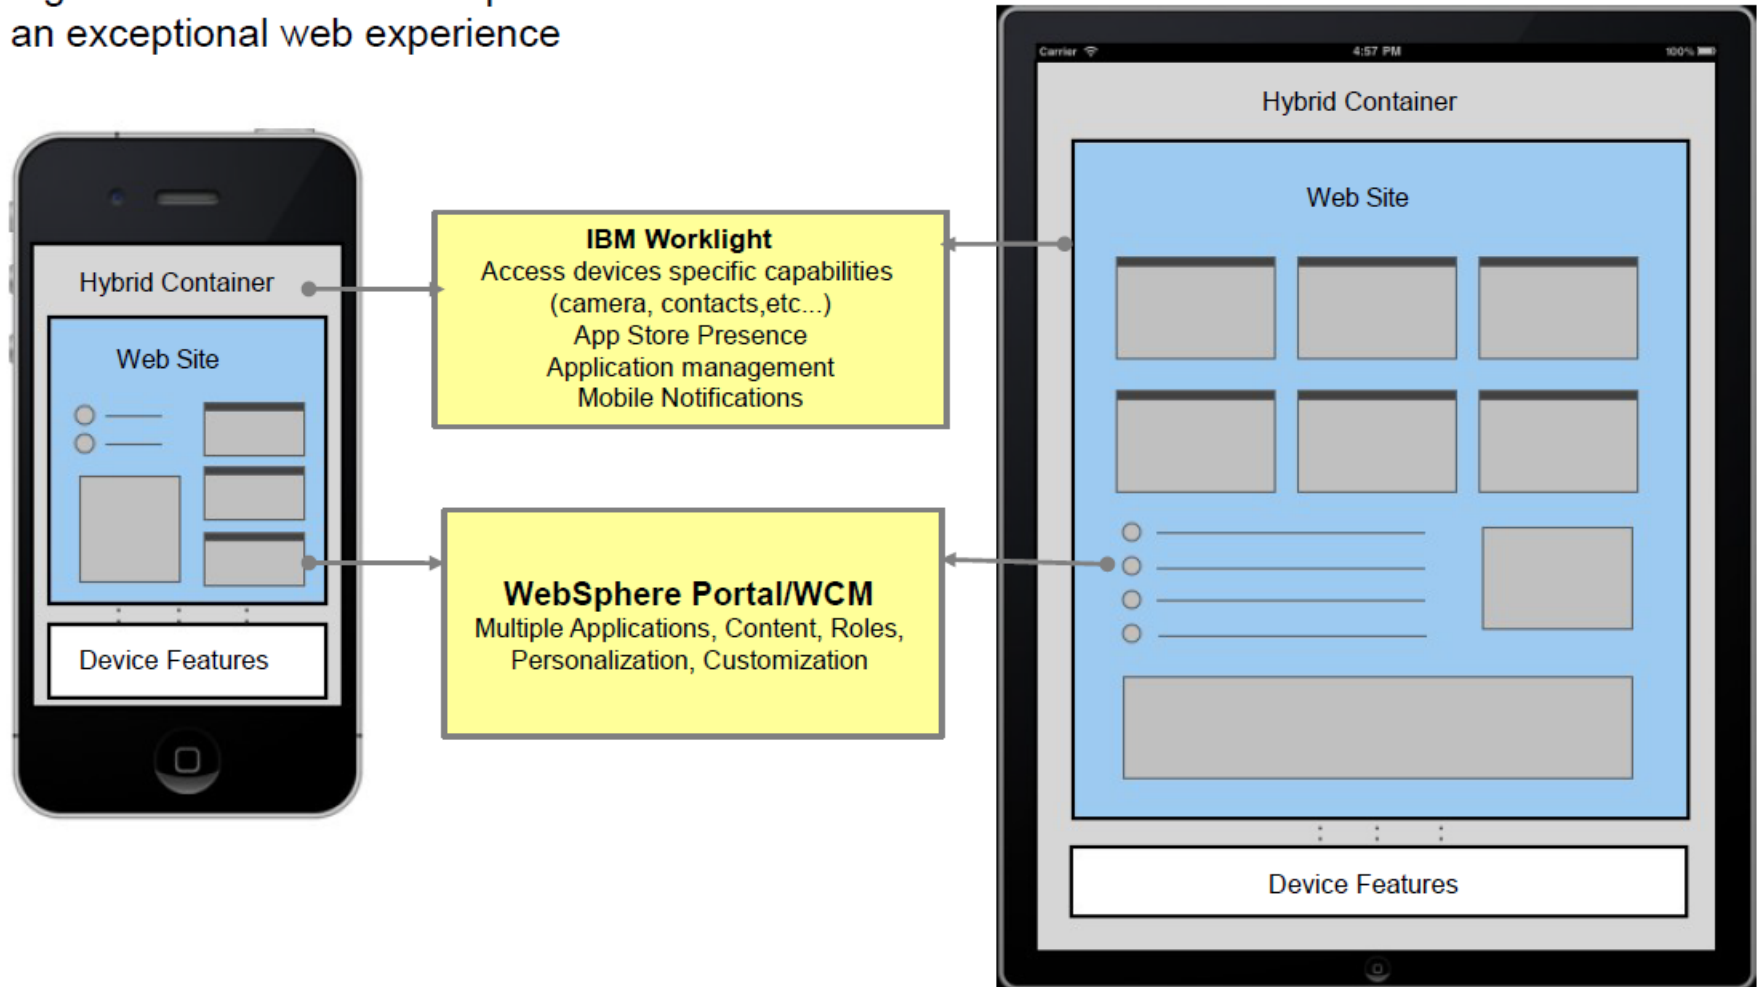 an exceptional web experience
Carrier
4:57 PM
100%
Hybrid Container
Web Site
Device Features
IBM Worklight
Access devices specific capabilities
(camera, contacts,etc...)
App Store Presence
Application management
Mobile Notifications
WebSphere Portal/WCM
Multiple Applications, Content, Roles,
Personalization, Customization
Hybrid Container
Web Site
Device Features